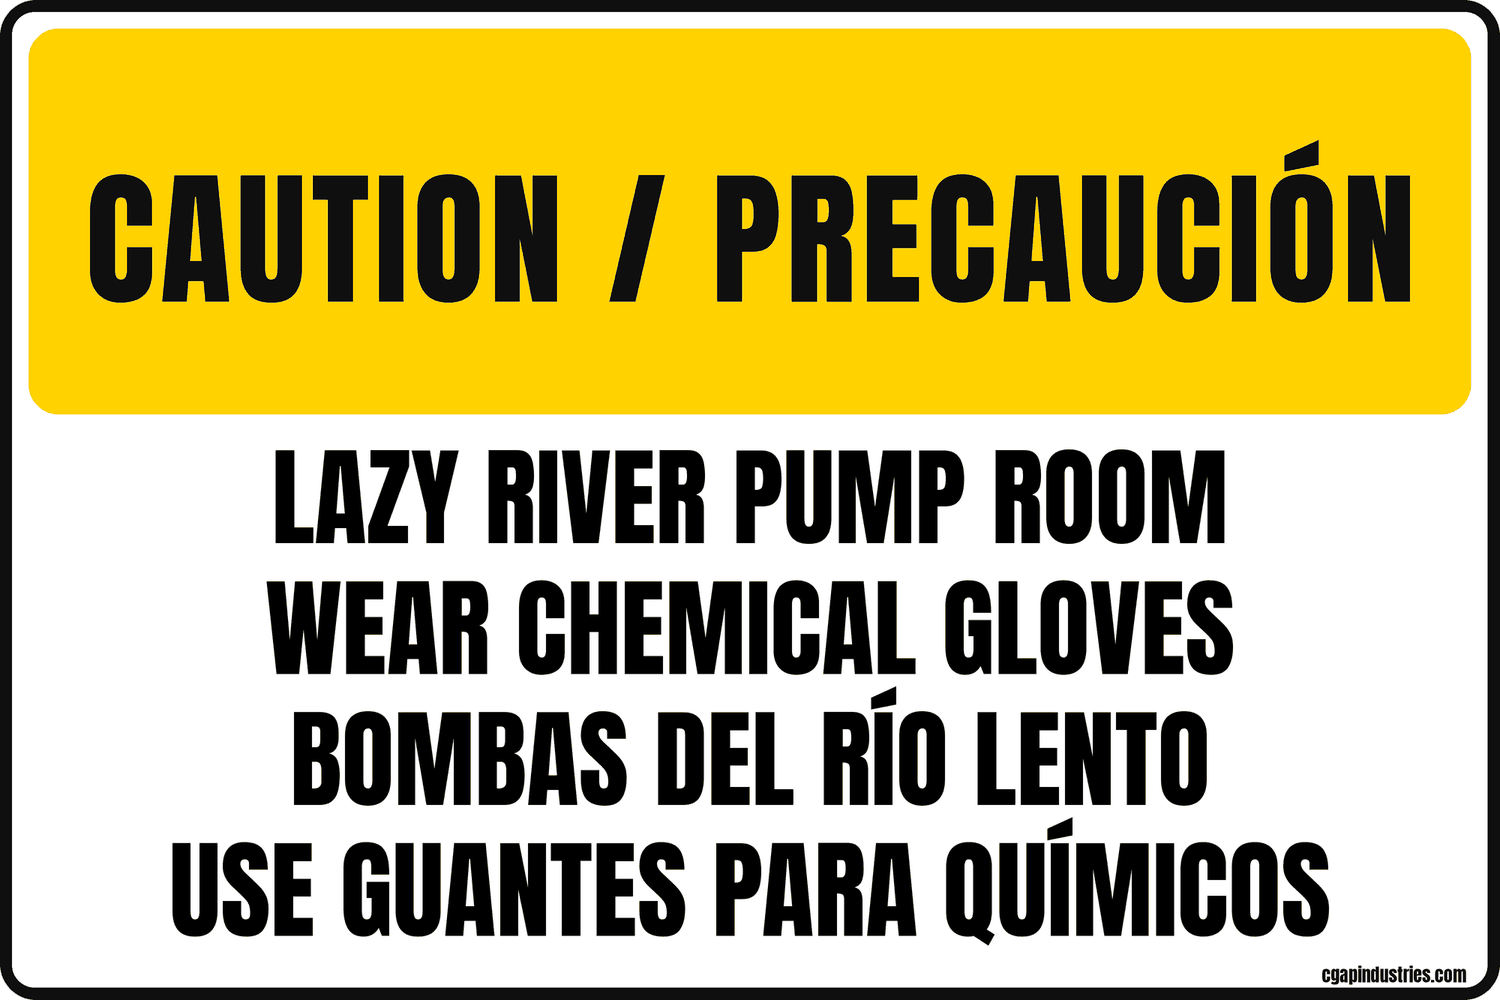 CAUTION / PRECAUCIÓN
LAZY RIVER PUMP ROOM
WEAR CHEMICAL GLOVES
BOMBAS DEL RÍO LENTO
USE GUANTES PARA QUÍMICOS
cgapindustries.com